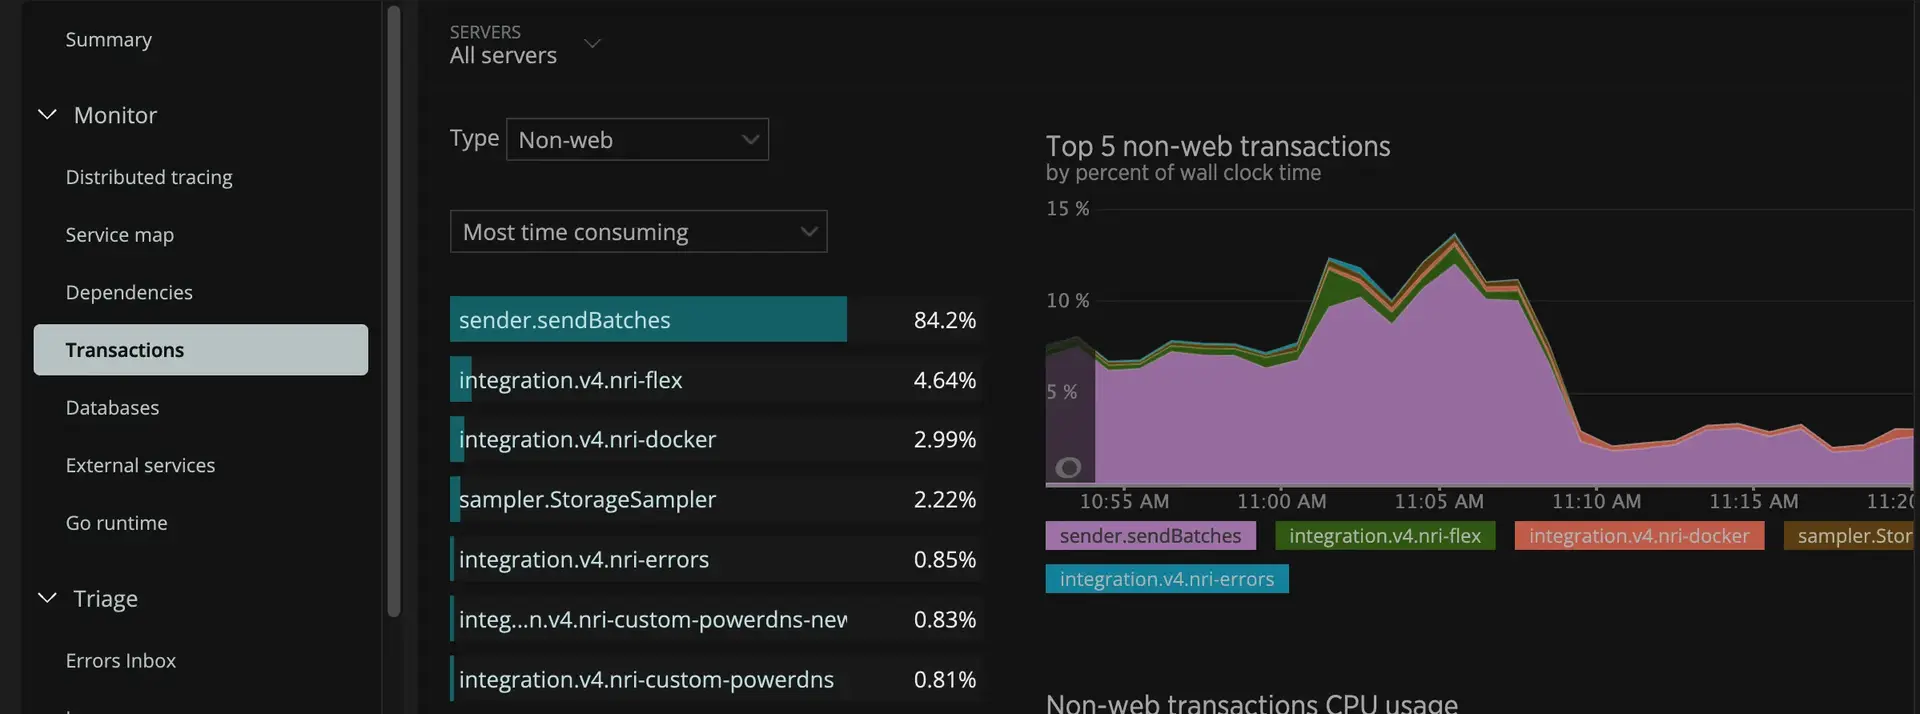 Summary
Monitor
Distributed tracing
Service map
Dependencies
Transactions
Databases
External services
Go runtime
Triage
Errors Inbox
SERVERS
All servers
Type Non-web
Most time consuming
sender.sendBatches 84.2%
integration.v4.nri-flex 4.64%
integration.v4.nri-docker 2.99%
sampler.StorageSampler 2.22%
integration.v4.nri-errors 0.85%
integ...n.v4.nri-custom-powerdns-new 0.83%
integration.v4.nri-custom-powerdns 0.81%
Top 5 non-web transactions
by percent of wall clock time
15 %
10 %
5 %
10:55 AM 11:00 AM 11:05 AM 11:10 AM 11:15 AM 11:20
sender.sendBatches integration.v4.nri-flex integration.v4.nri-docker sampler.Stor
integration.v4.nri-errors
Non-web transactions CPU usage